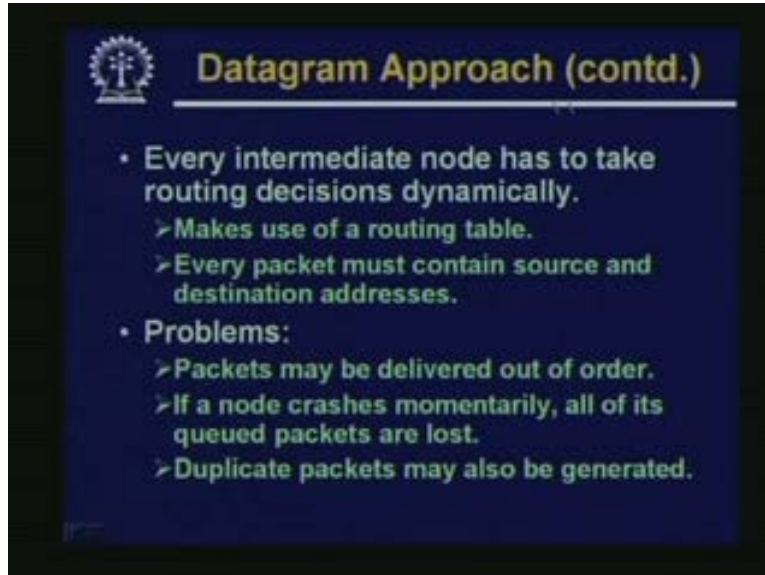 Datagram Approach (contd.)
• Every intermediate node has to take
routing decisions dynamically.
➢Makes use of a routing table.
➢Every packet must contain source and
destination addresses.
• Problems:
➢Packets may be delivered out of order.
➢If a node crashes momentarily, all of its
queued packets are lost.
➢Duplicate packets may also be generated.